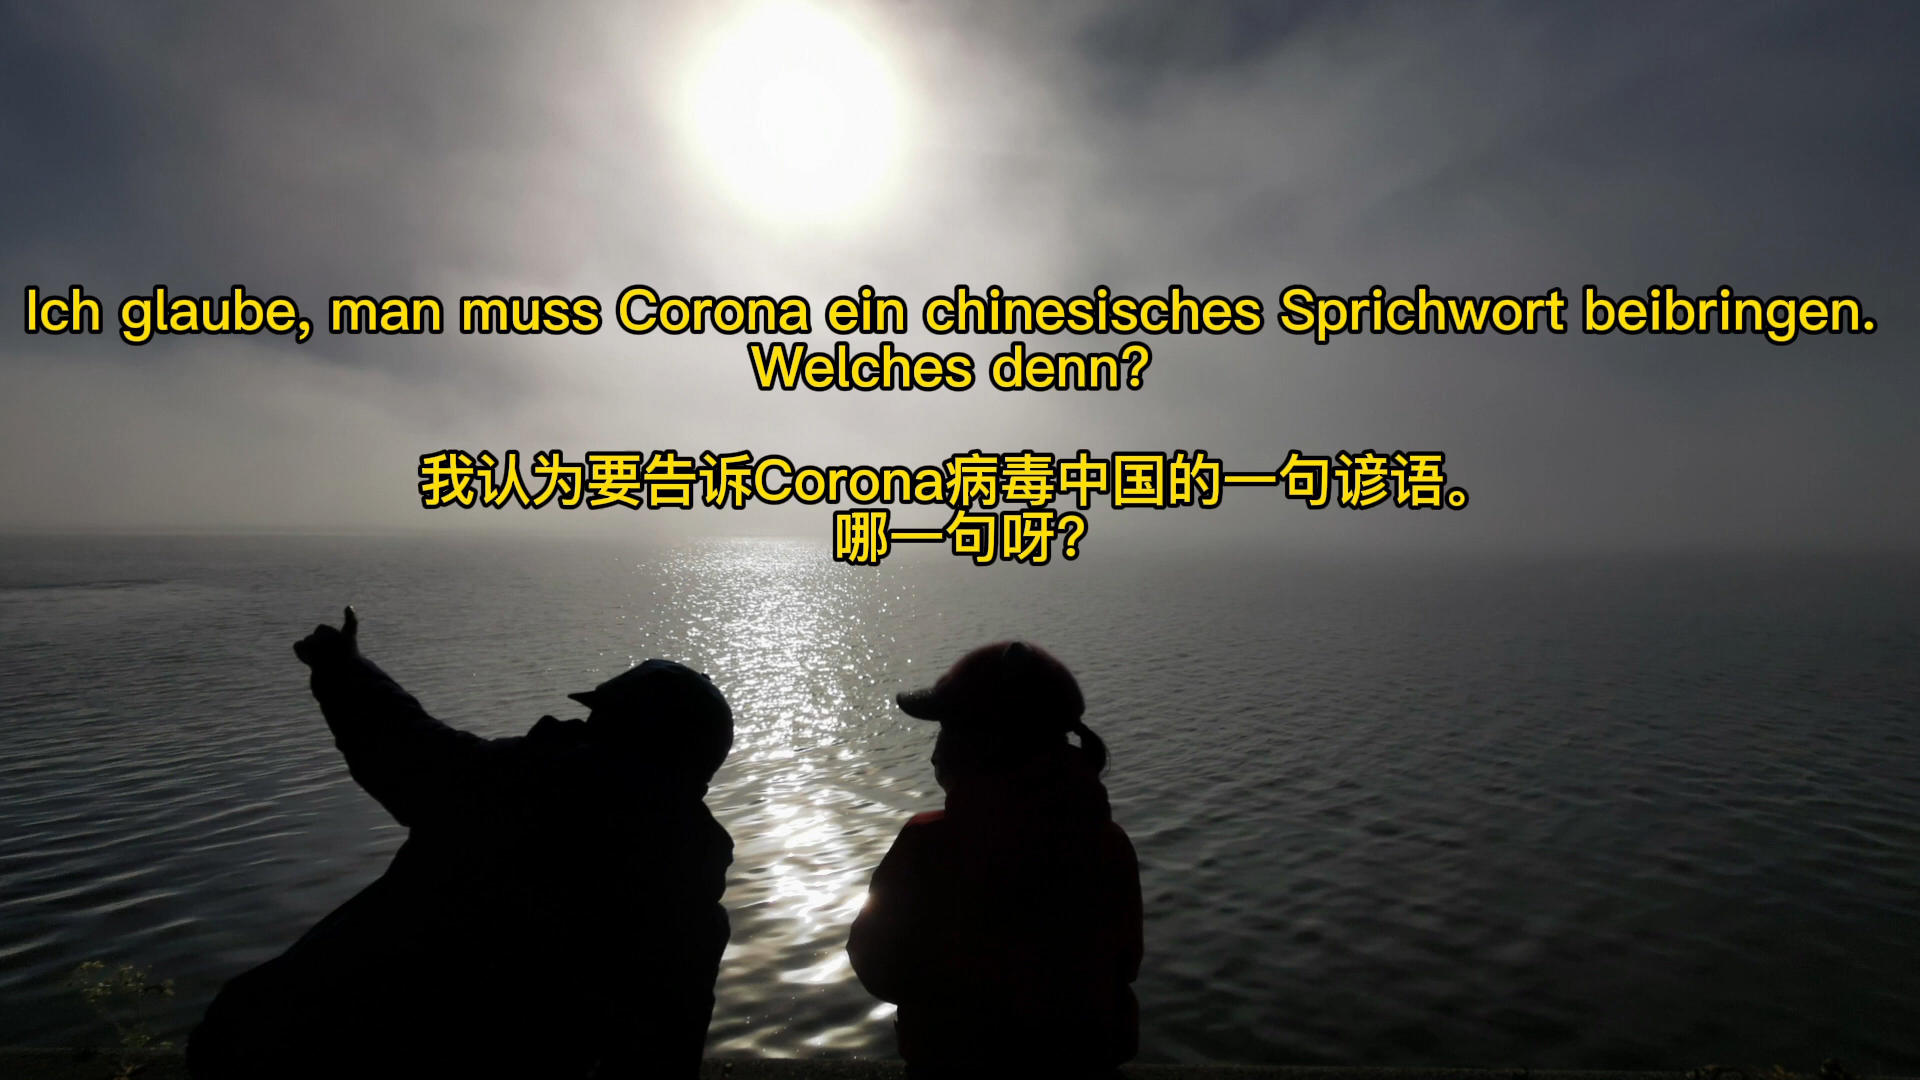 Ich glaube, man muss Corona ein chinesisches Sprichwort beibringen.
Welches denn?
我认为要告诉Corona病毒中国的一句谚语。
哪一句呀?